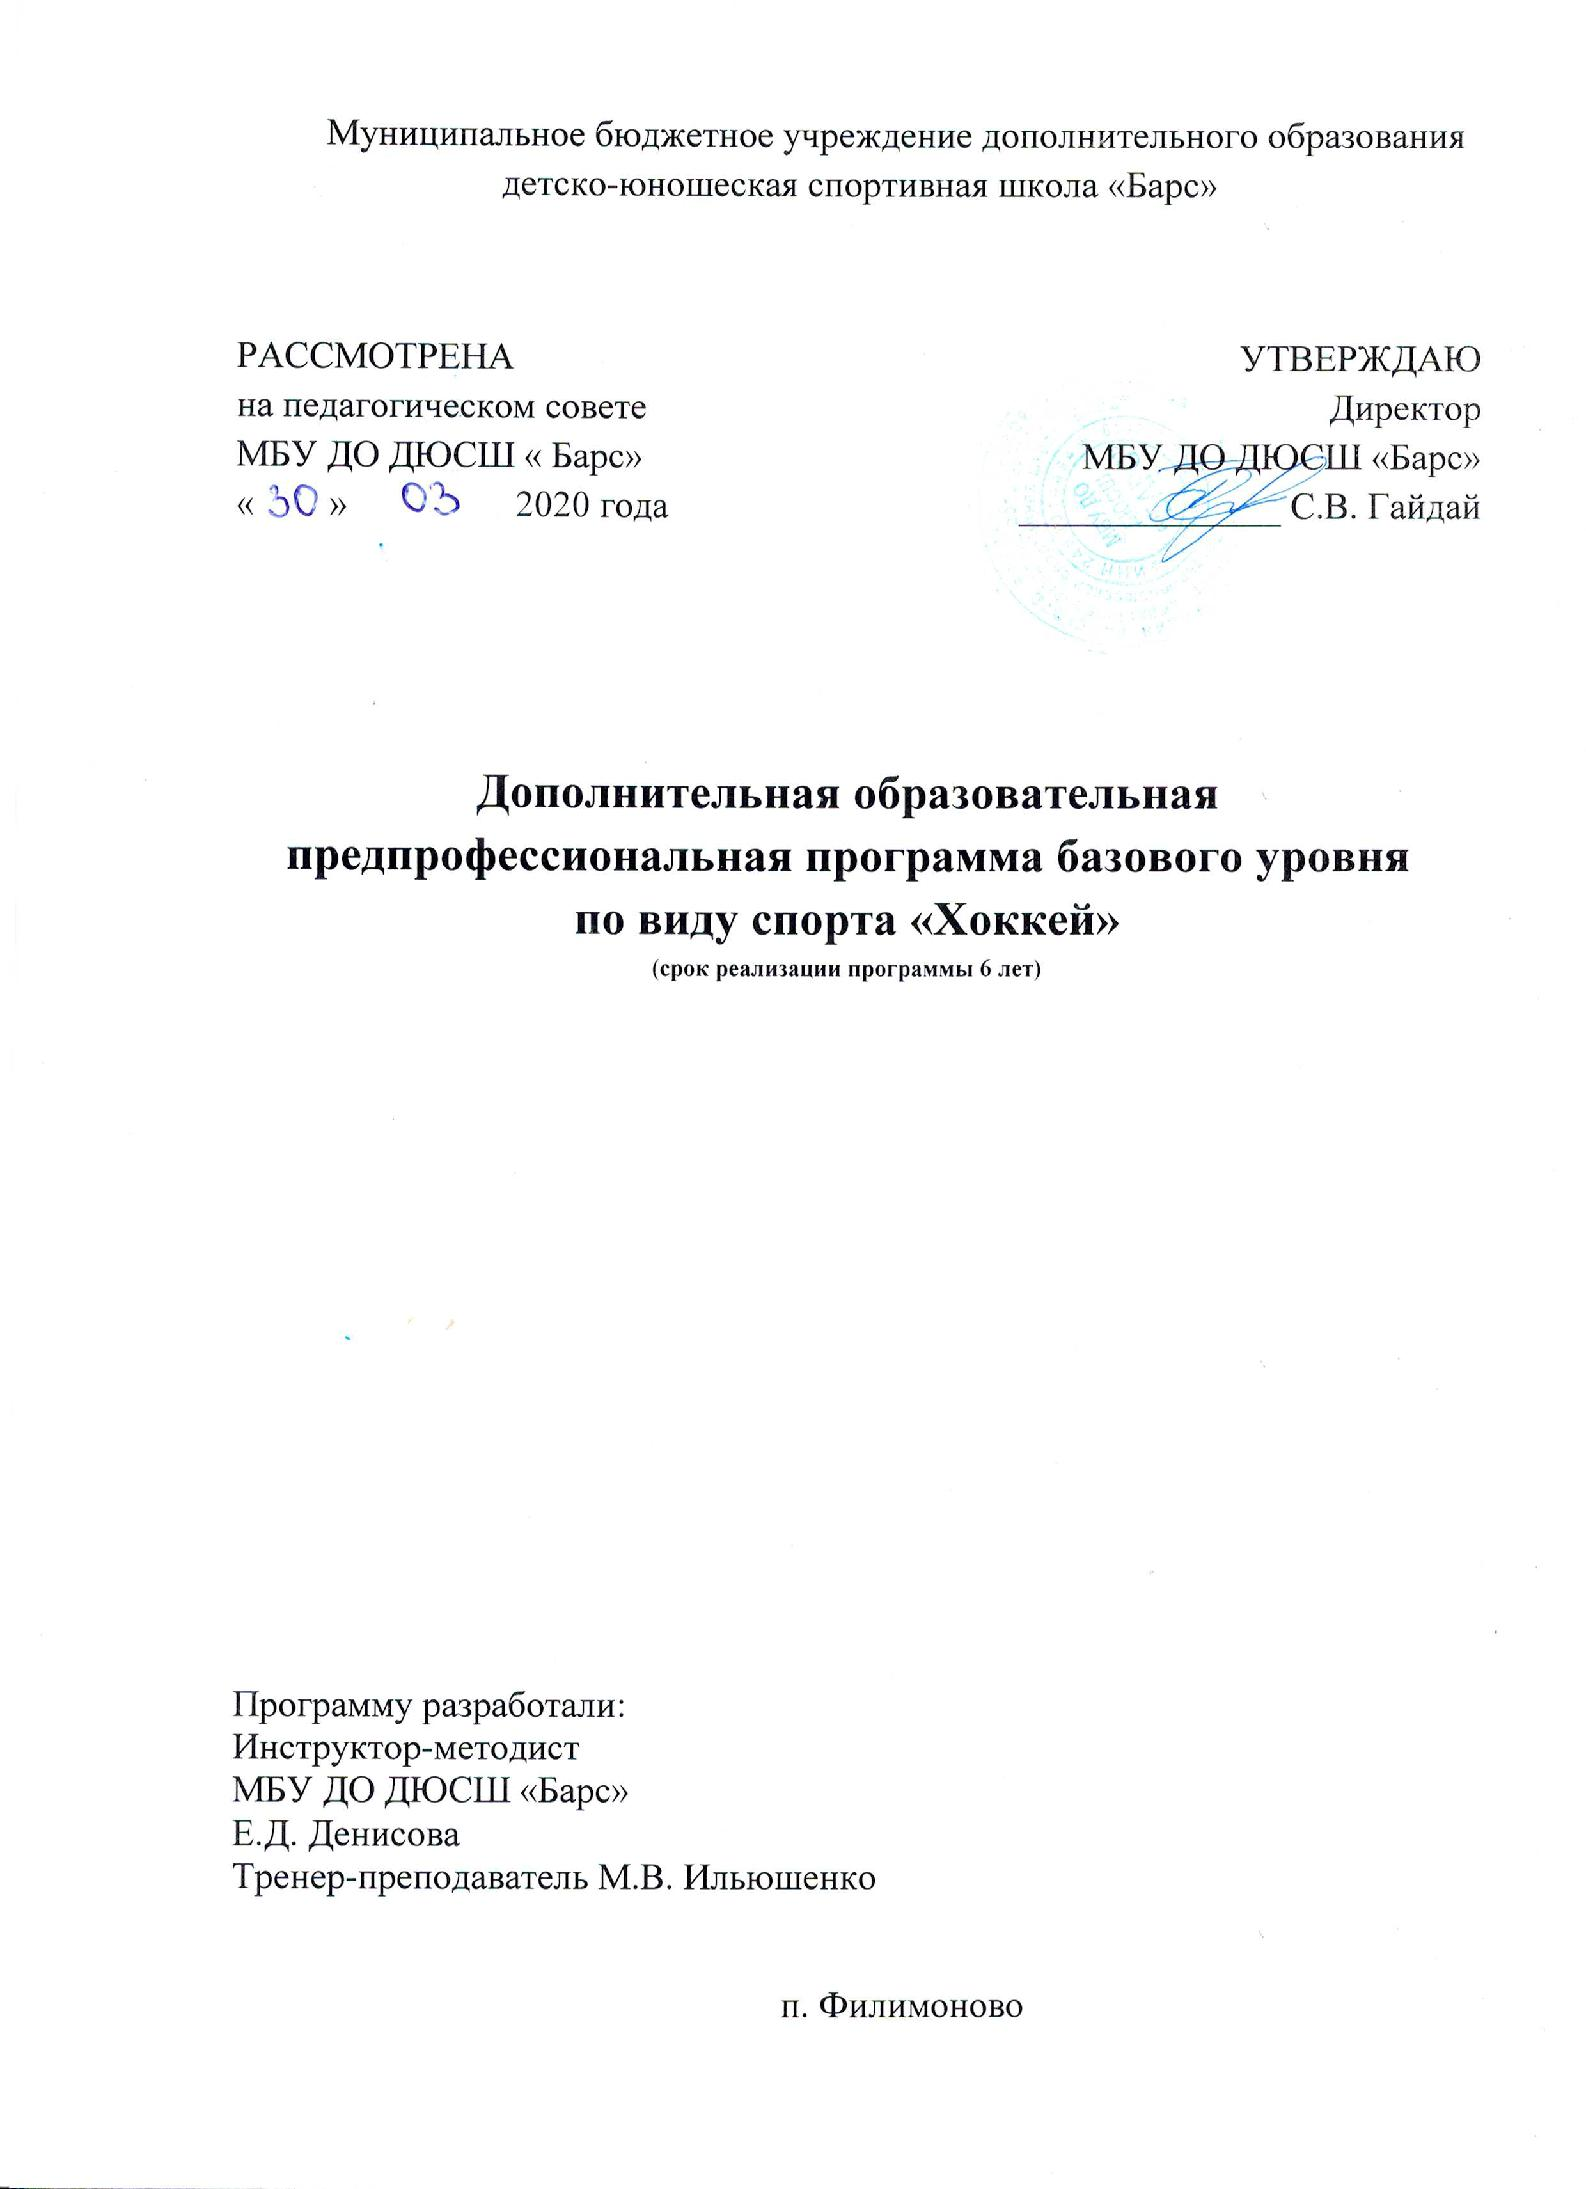 Муниципальное бюджетное учреждение дополнительного образования
детско-юношеская спортивная школа «Барс»
РАССМОТРЕНА
на педагогическом совете
МБУ ДО ДЮСШ « Барс»
« 30 » 03 2020 года
УТВЕРЖДАЮ
Директор
МБУ ДО ДЮСШ «Барс»
С.В. Гайдай
Дополнительная образовательная
предпрофессиональная программа базового уровня
по виду спорта «Хоккей»
(срок реализации программы 6 лет)
Программу разработали:
Инструктор-методист
МБУ ДО ДЮСШ «Барс»
Е.Д. Денисова
Тренер-преподаватель М.В. Ильюшенко
п. Филимоново